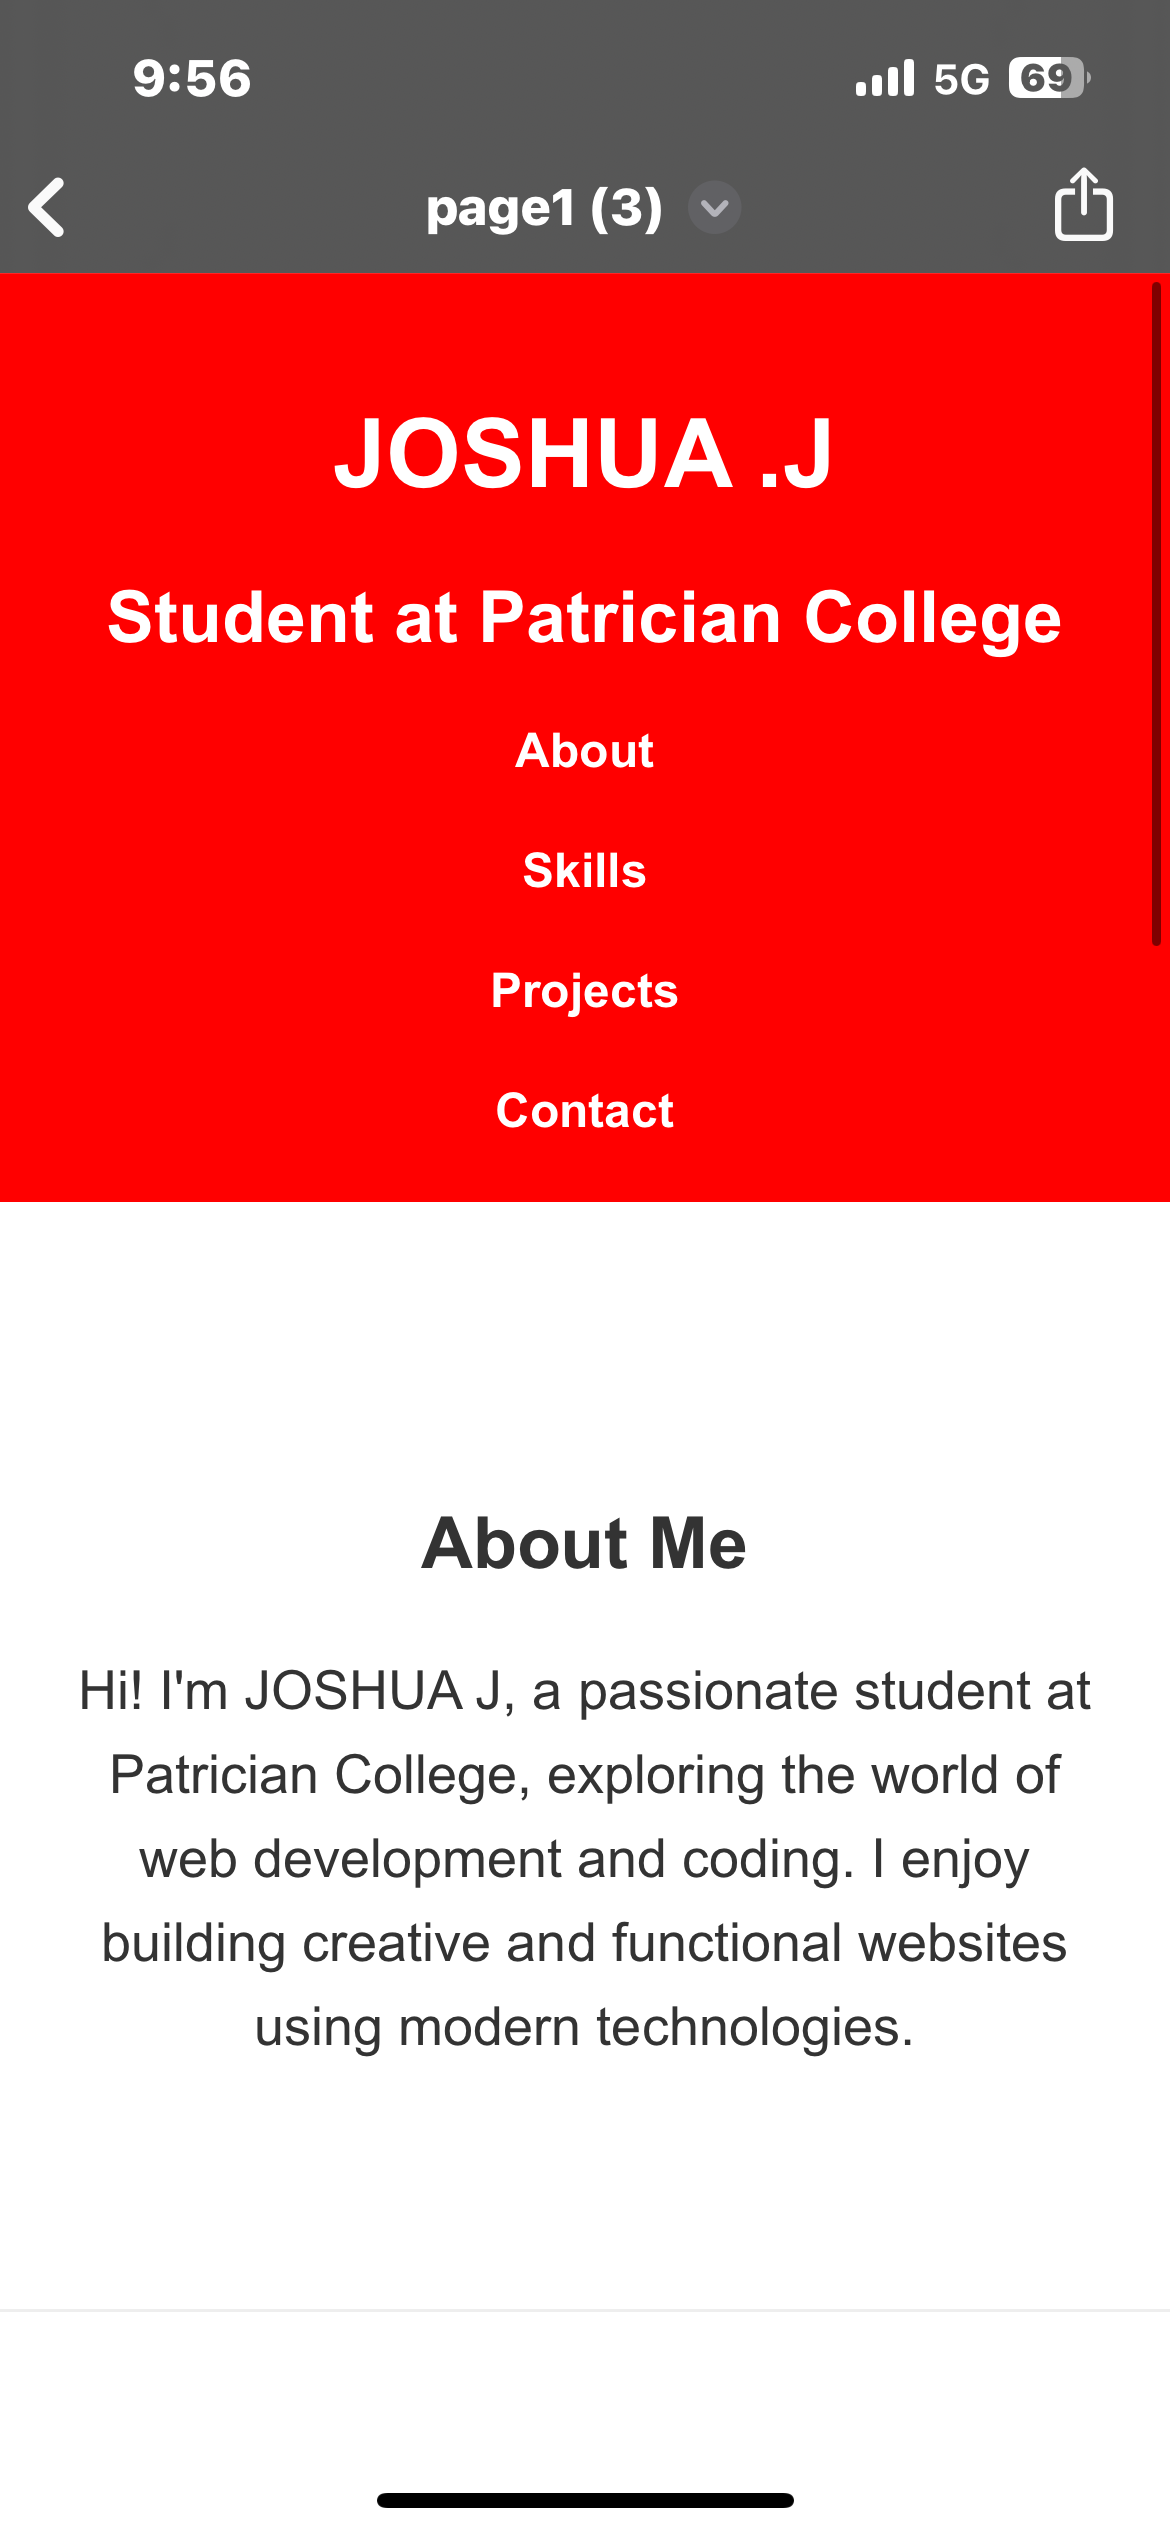 9:56
5G
69
page1 (3)
JOSHUA .J
Student at Patrician College
About
Skills
Projects
Contact
About Me
Hi! I'm JOSHUA J, a passionate student at
Patrician College, exploring the world of
web development and coding. I enjoy
building creative and functional websites
using modern technologies.